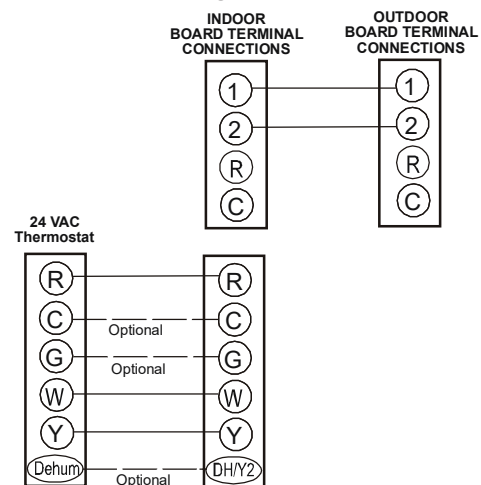 INDOOR
BOARD TERMINAL
CONNECTIONS
OUTDOOR
BOARD TERMINAL
CONNECTIONS
1 1
2 2
R R
C C
24 VAC
Thermostat
R R
C Optional C
G Optional G
W W
Y Y
Dehum Optional DH/Y2